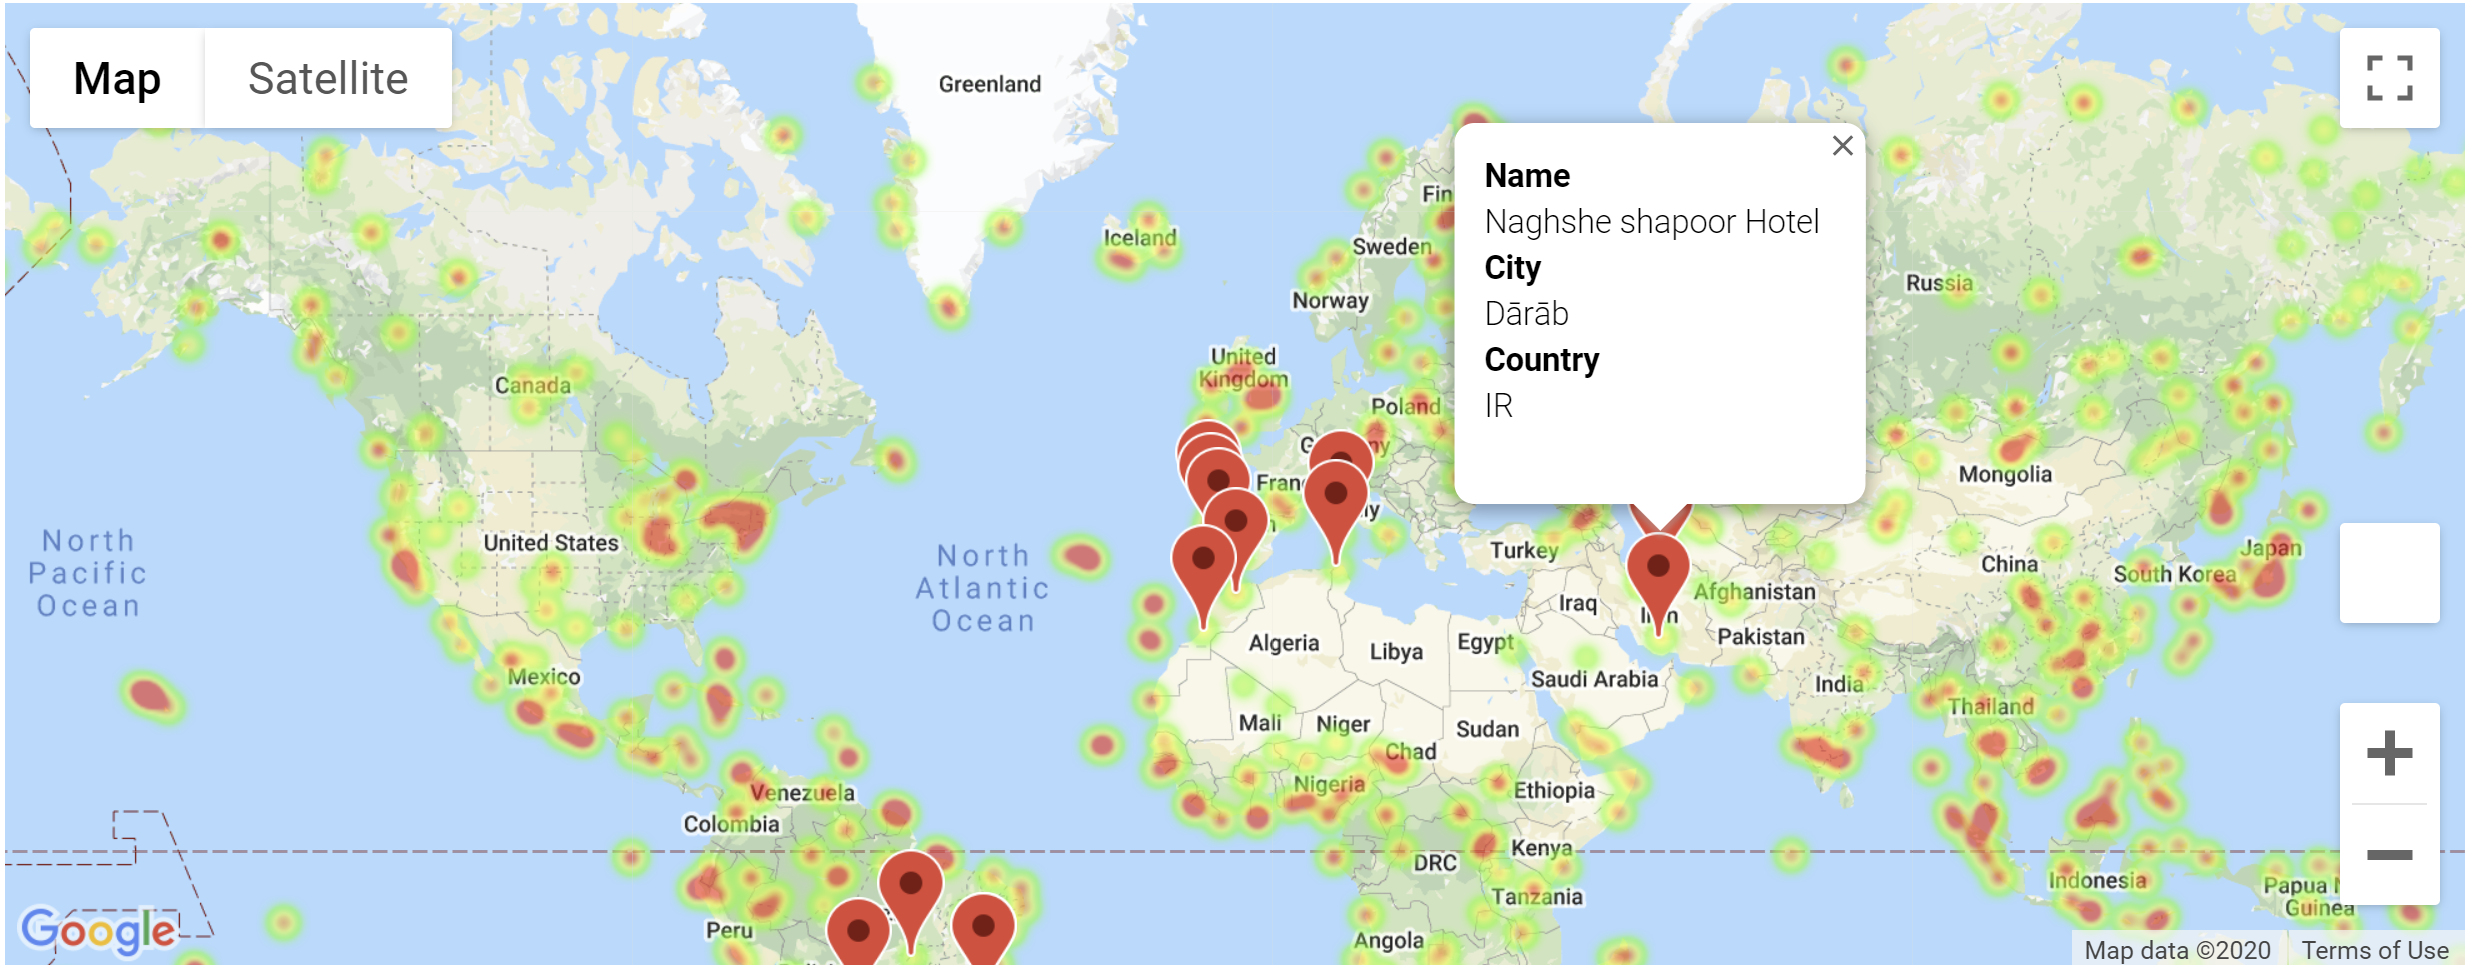 Map
Satellite
Greenland
Name
Naghshe shapoor Hotel
City
Dārāb
Country
IR
Iceland
Sweden
Norway
Russia
United
Kingdom
Canada
Poland
Mongolia
North
Pacific
Ocean
United States
North
Atlantic
Ocean
Turkey
China
Japan
South Korea
Afghanistan
Iraq
Iran
Pakistan
Algeria
Libya
Egypt
Saudi Arabia
India
Mexico
Thailand
Mali
Niger
Sudan
Chad
Nigeria
Ethiopia
Venezuela
Colombia
DRC
Kenya
Tanzania
Indonesia
Papua N
Guinea
Peru
Angola
Google
Map data ©2020
Terms of Use